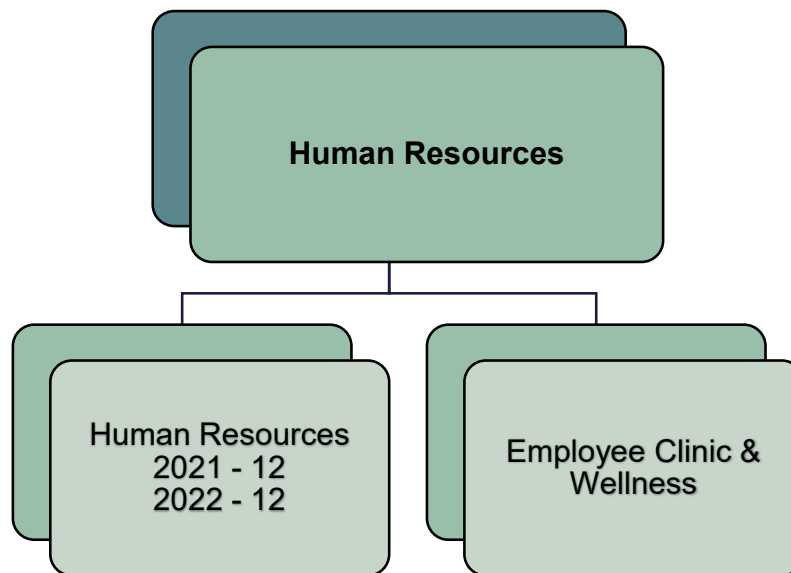 Human Resources
Human Resources
2021 - 12
2022 - 12
Employee Clinic &
Wellness